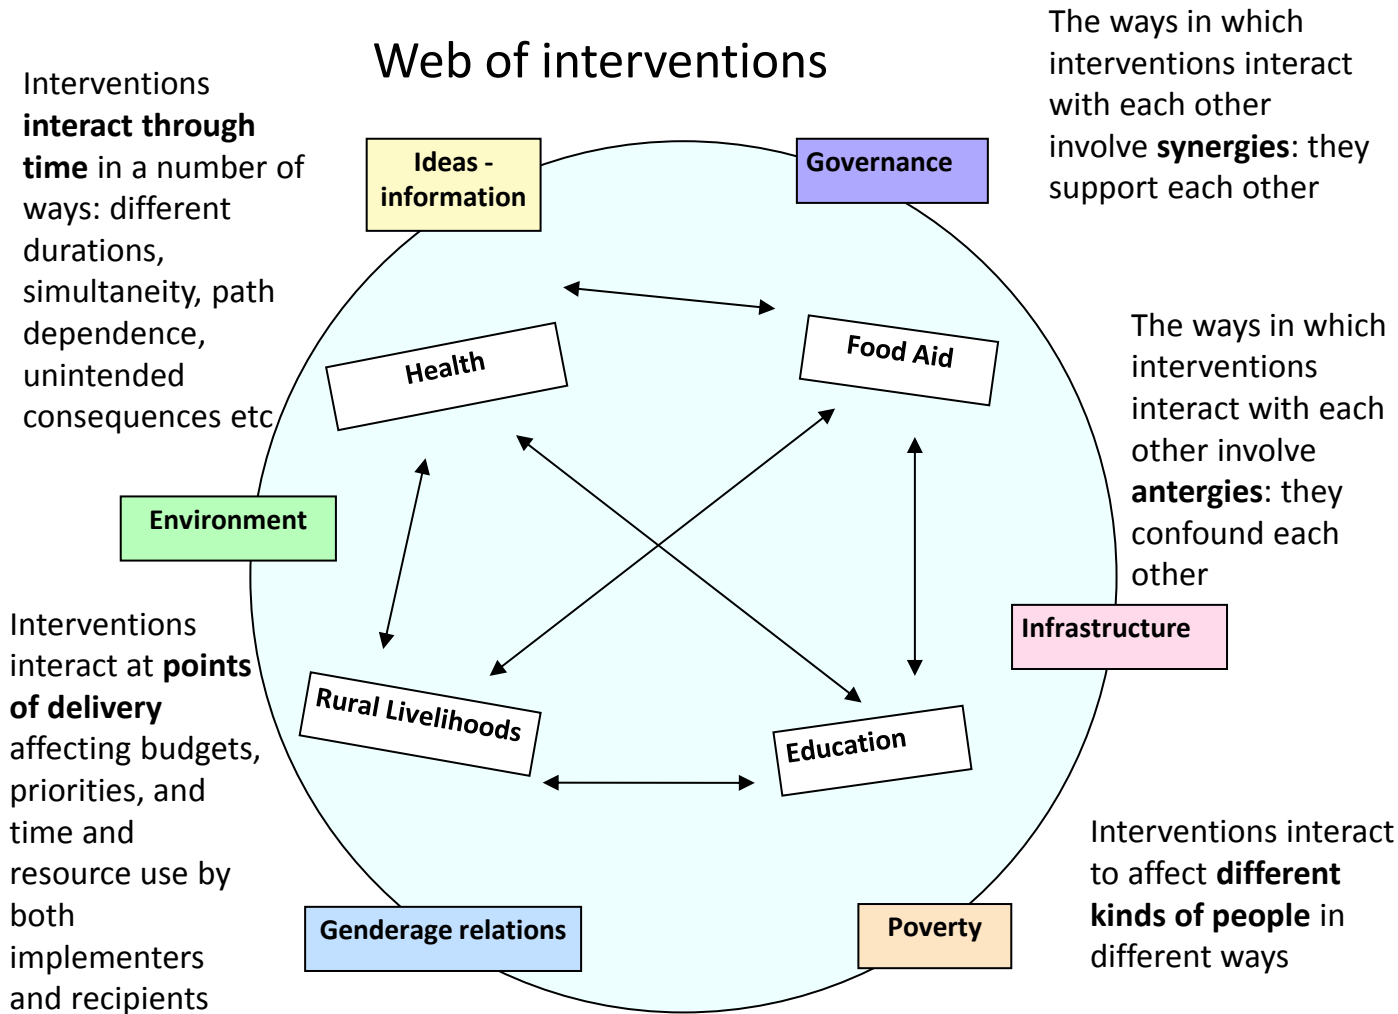 Web of interventions
Interventions
interact through
time in a number of
ways: different
durations,
simultaneity, path
dependence,
unintended
consequences etc
The ways in which
interventions interact
with each other
involve synergies: they
support each other
Ideas -
information
Governance
Health
Food Aid
The ways in which
interventions
interact with each
other involve
antergies: they
confound each
other
Environment
Infrastructure
Interventions
interact at points
of delivery
affecting budgets,
priorities, and
time and
resource use by
both
implementers
and recipients
Rural Livelihoods
Education
Genderage relations
Poverty
Interventions interact
to affect different
kinds of people in
different ways